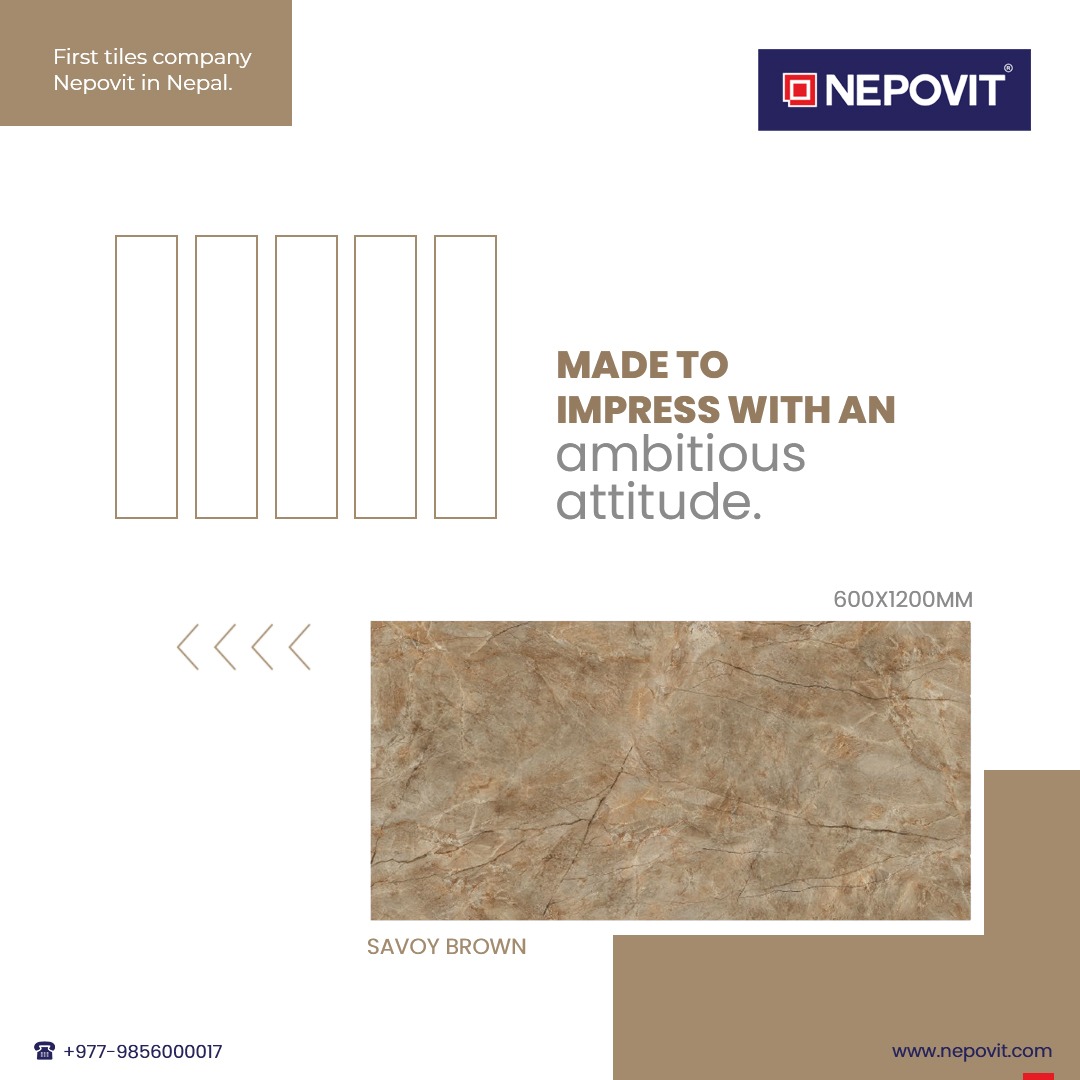 First tiles company
Nepovit in Nepal.
NEPOVIT®
MADE TO
IMPRESS WITH AN
ambitious
attitude.
600X1200MM
SAVOY BROWN
+977-9856000017
www.nepovit.com